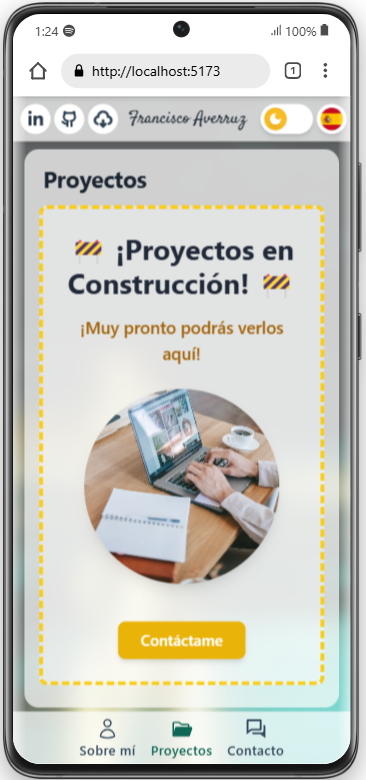 1:24 100%
http://localhost:5173 1
in Francisco Averruz
Proyectos
¡Proyectos en
Construcción!
¡Muy pronto podrás verlos
aquí!
Contáctame
Sobre mí Proyectos Contacto